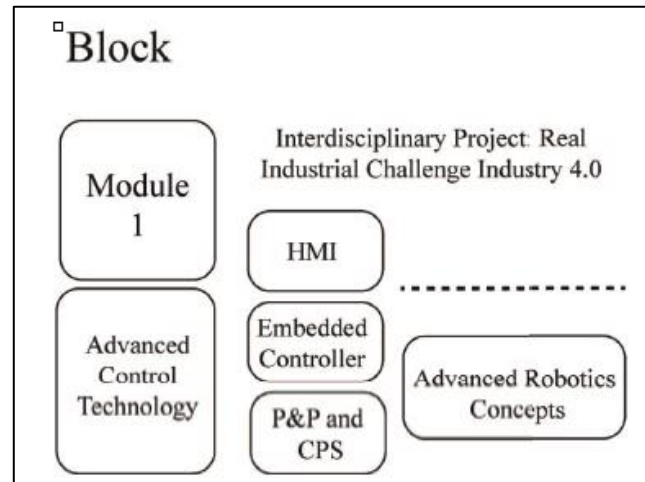 Block
Interdisciplinary Project: Real
Industrial Challenge Industry 4.0
Module
1
HMI
Embedded
Controller
Advanced
Control
Technology
Advanced Robotics
Concepts
P&P and
CPS